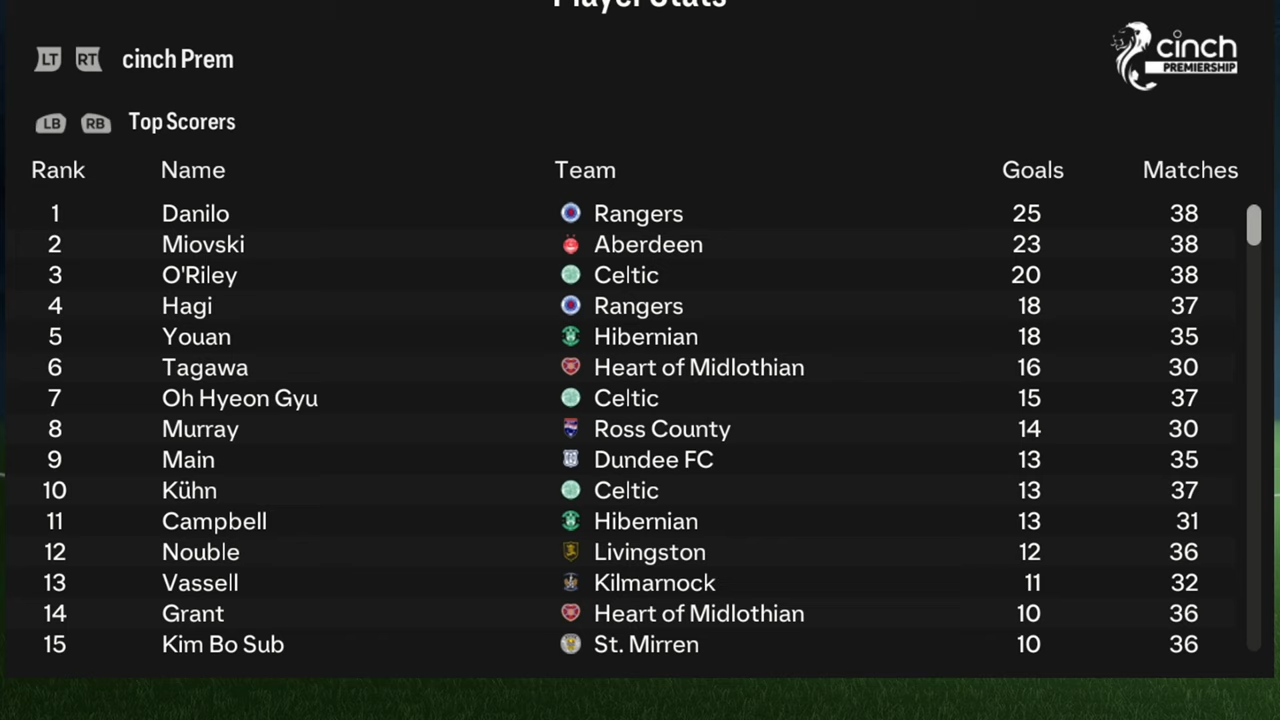 Player Stats
LT RT cinch Prem
cinch
PREMIERSHIP
LB RB Top Scorers
Rank Name Team Goals Matches
1 Danilo Rangers 25 38
2 Miovski Aberdeen 23 38
3 O'Riley Celtic 20 38
4 Hagi Rangers 18 37
5 Youan Hibernian 18 35
6 Tagawa Heart of Midlothian 16 30
7 Oh Hyeon Gyu Celtic 15 37
8 Murray Ross County 14 30
9 Main Dundee FC 13 35
10 Kühn Celtic 13 37
11 Campbell Hibernian 13 31
12 Nouble Livingston 12 36
13 Vassell Kilmarnock 11 32
14 Grant Heart of Midlothian 10 36
15 Kim Bo Sub St. Mirren 10 36